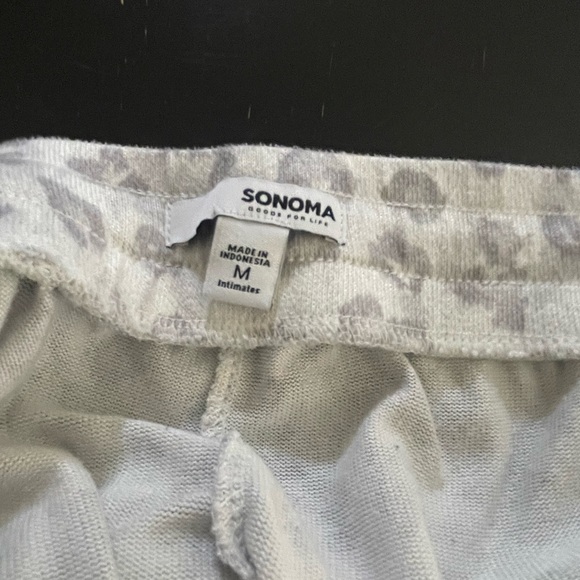 SONOMA
GOODS FOR LIFE
MADE IN
INDONESIA
M
Intimates